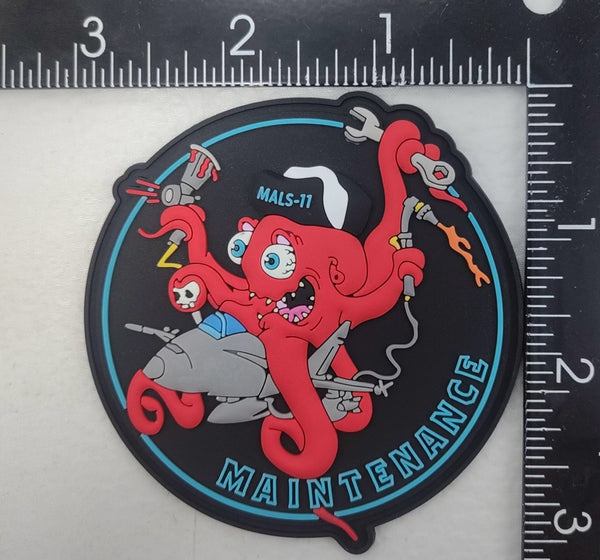 3 2 1
1
2
3
MALS-11
MAINTENANCE